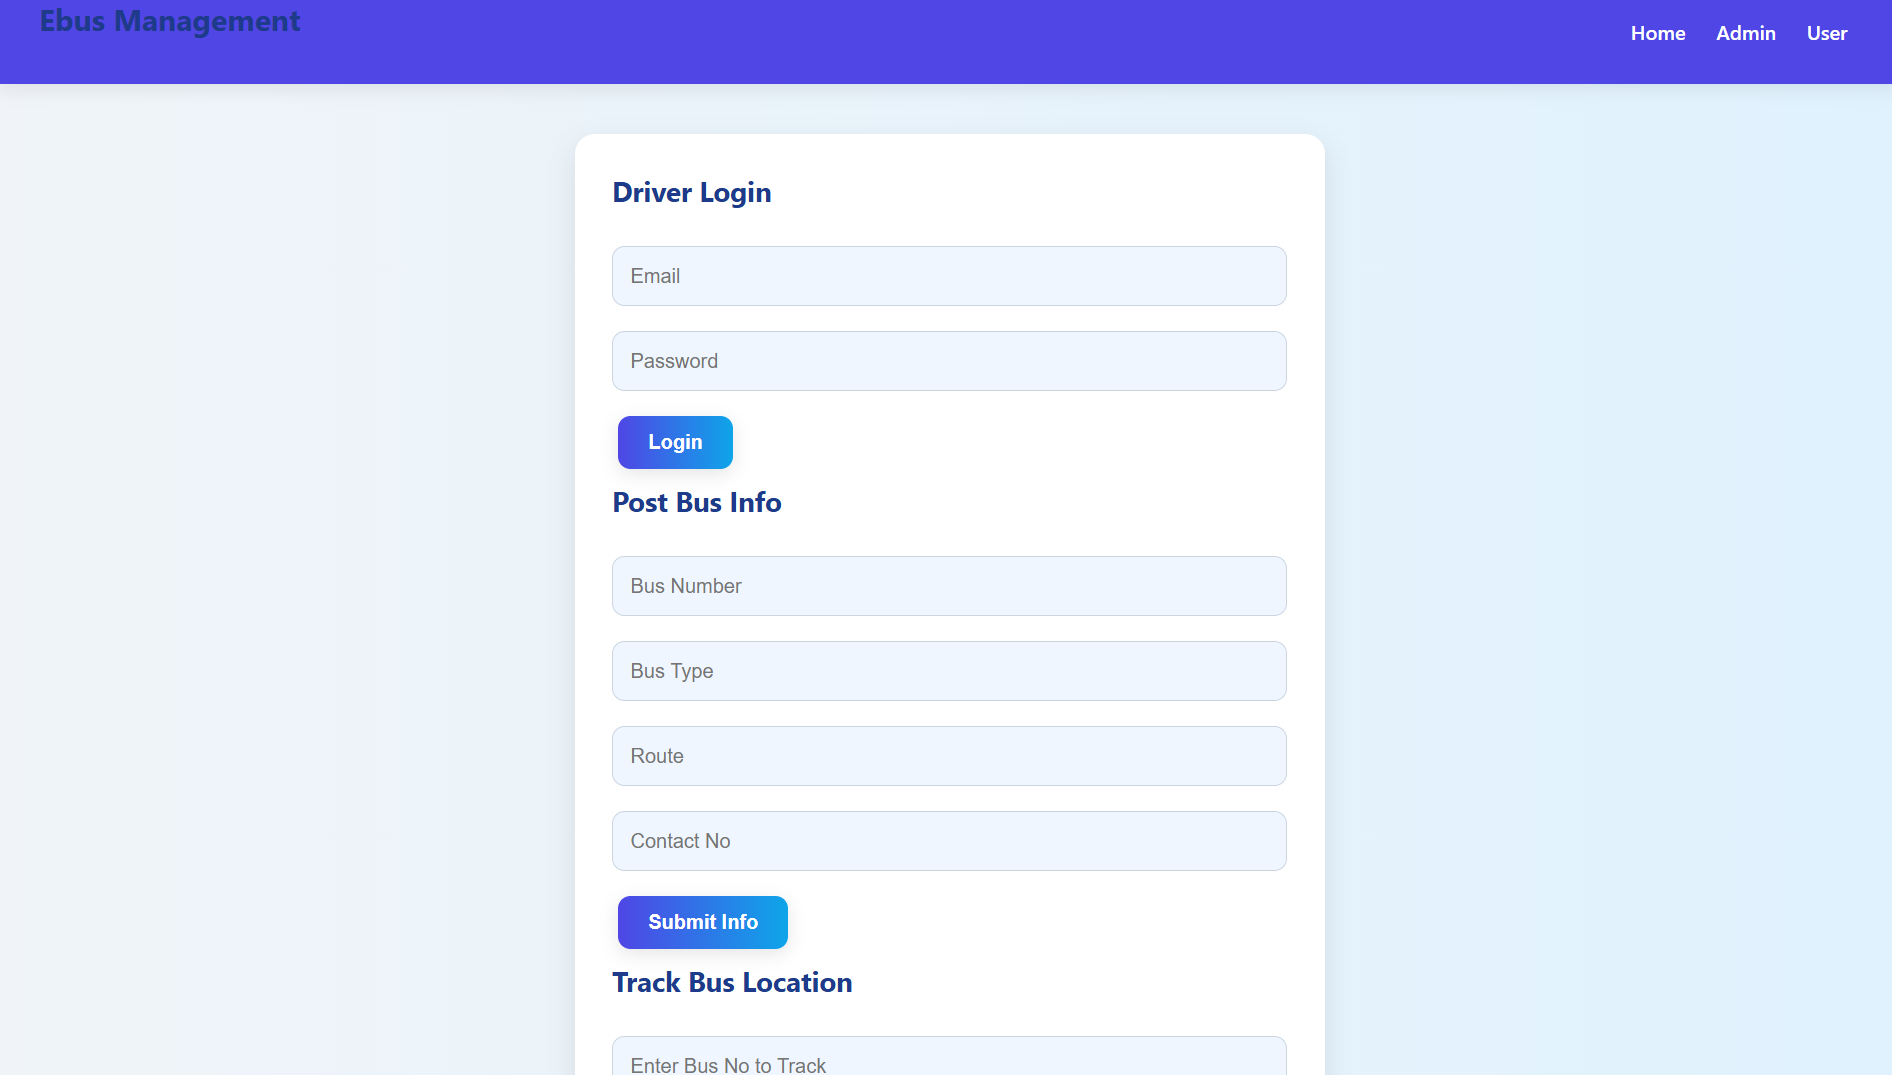 Ebus Management
Home Admin User
Driver Login
Email
Password
Login
Post Bus Info
Bus Number
Bus Type
Route
Contact No
Submit Info
Track Bus Location
Enter Bus No to Track